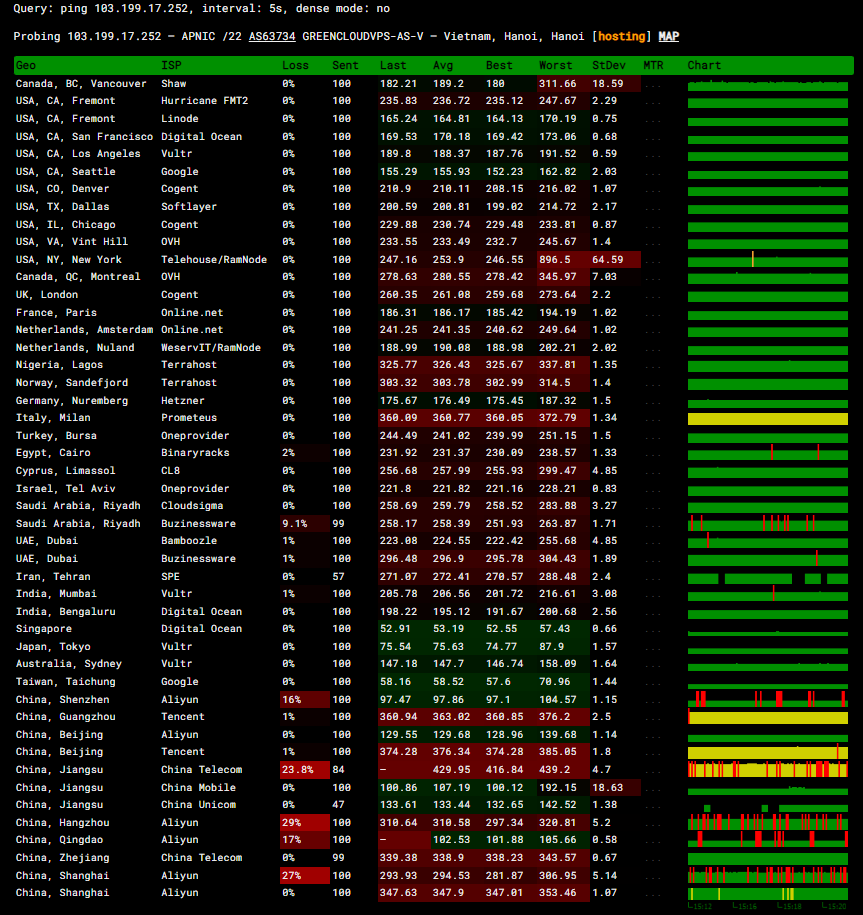 Query: ping 103.199.17.252, interval: 5s, dense mode: no
Probing 103.199.17.252 — APNIC /22 AS63734 GREENCLOUDVPS-AS-V — Vietnam, Hanoi, Hanoi [hosting] MAP
Geo ISP Loss Sent Last Avg Best Worst StDev MTR Chart
Canada, BC, Vancouver Shaw 0% 100 182.21 189.2 180 311.66 18.59 ...
USA, CA, Fremont Hurricane FMT2 0% 100 235.83 236.72 235.12 247.67 2.29 ...
USA, CA, Fremont Linode 0% 100 165.24 164.81 164.13 170.19 0.75 ...
USA, CA, San Francisco Digital Ocean 0% 100 169.53 170.18 169.42 173.06 0.68 ...
USA, CA, Los Angeles Vultr 0% 100 189.8 188.37 187.76 191.52 0.59 ...
USA, CA, Seattle Google 0% 100 155.29 155.93 152.23 162.82 2.03 ...
USA, CO, Denver Cogent 0% 100 210.9 210.11 208.15 216.02 1.07 ...
USA, TX, Dallas Softlayer 0% 100 200.59 200.81 199.02 214.72 2.17 ...
USA, IL, Chicago Cogent 0% 100 229.88 230.74 229.48 233.81 0.87 ...
USA, VA, Vint Hill OVH 0% 100 233.55 233.49 232.7 245.67 1.4 ...
USA, NY, New York Telehouse/RamNode 0% 100 247.16 253.9 246.55 896.5 64.59 ...
Canada, QC, Montreal OVH 0% 100 278.63 280.55 278.42 345.97 7.03 ...
UK, London Cogent 0% 100 260.35 261.08 259.68 273.64 2.2 ...
France, Paris Online.net 0% 100 186.31 186.17 185.42 194.19 1.02 ...
Netherlands, Amsterdam Online.net 0% 100 241.25 241.35 240.62 249.64 1.02 ...
Netherlands, Nuland WeservIT/RamNode 0% 100 188.99 190.08 188.98 202.21 2.02 ...
Nigeria, Lagos Terrahost 0% 100 325.77 326.43 325.67 337.81 1.35 ...
Norway, Sandefjord Terrahost 0% 100 303.32 303.78 302.99 314.5 1.4 ...
Germany, Nuremberg Hetzner 0% 100 175.67 176.49 175.45 187.32 1.5 ...
Italy, Milan Prometeus 0% 100 360.09 360.77 360.05 372.79 1.34 ...
Turkey, Bursa Oneprovider 0% 100 244.49 241.02 239.99 251.15 1.5 ...
Egypt, Cairo Binaryracks 2% 100 231.92 231.37 230.09 238.57 1.33 ...
Cyprus, Limassol CL8 0% 100 256.68 257.99 255.93 299.47 4.85 ...
Israel, Tel Aviv Oneprovider 0% 100 221.8 221.82 221.16 228.21 0.83 ...
Saudi Arabia, Riyadh Cloudsigma 0% 100 258.69 259.79 258.52 283.88 3.27 ...
Saudi Arabia, Riyadh Buzinessware 9.1% 99 258.17 258.39 251.93 263.87 1.71 ...
UAE, Dubai Bamboozle 1% 100 223.08 224.55 222.42 255.68 4.85 ...
UAE, Dubai Buzinessware 1% 100 296.48 296.9 295.78 304.43 1.89 ...
Iran, Tehran SPE 0% 57 271.07 272.41 270.57 288.48 2.4 ...
India, Mumbai Vultr 1% 100 205.78 206.56 201.72 216.61 3.08 ...
India, Bengaluru Digital Ocean 0% 100 198.22 195.12 191.67 200.68 2.56 ...
Singapore Digital Ocean 0% 100 52.91 53.19 52.55 57.43 0.66 ...
Japan, Tokyo Vultr 0% 100 75.54 75.63 74.77 87.9 1.57 ...
Australia, Sydney Vultr 0% 100 147.18 147.7 146.74 158.09 1.64 ...
Taiwan, Taichung Google 0% 100 58.16 58.52 57.6 70.96 1.44 ...
China, Shenzhen Aliyun 16% 100 97.47 97.86 97.1 104.57 1.15 ...
China, Guangzhou Tencent 1% 100 360.94 363.02 360.85 376.2 2.5 ...
China, Beijing Aliyun 0% 100 129.55 129.68 128.96 139.68 1.14 ...
China, Beijing Tencent 1% 100 374.28 376.34 374.28 385.05 1.8 ...
China, Jiangsu China Telecom 23.8% 84 — 429.95 416.84 439.2 4.7 ...
China, Jiangsu China Mobile 0% 100 100.86 107.19 100.12 192.15 18.63 ...
China, Jiangsu China Unicom 0% 47 133.61 133.44 132.65 142.52 1.38 ...
China, Hangzhou Aliyun 29% 100 310.64 310.58 297.34 320.81 5.2 ...
China, Qingdao Aliyun 17% 100 — 102.53 101.88 105.66 0.58 ...
China, Zhejiang China Telecom 0% 99 339.38 338.9 338.23 343.57 0.67 ...
China, Shanghai Aliyun 27% 100 293.93 294.53 281.87 306.95 5.14 ...
China, Shanghai Aliyun 0% 100 347.63 347.9 347.01 353.46 1.07 ...
15:12 15:16 15:18 15:20